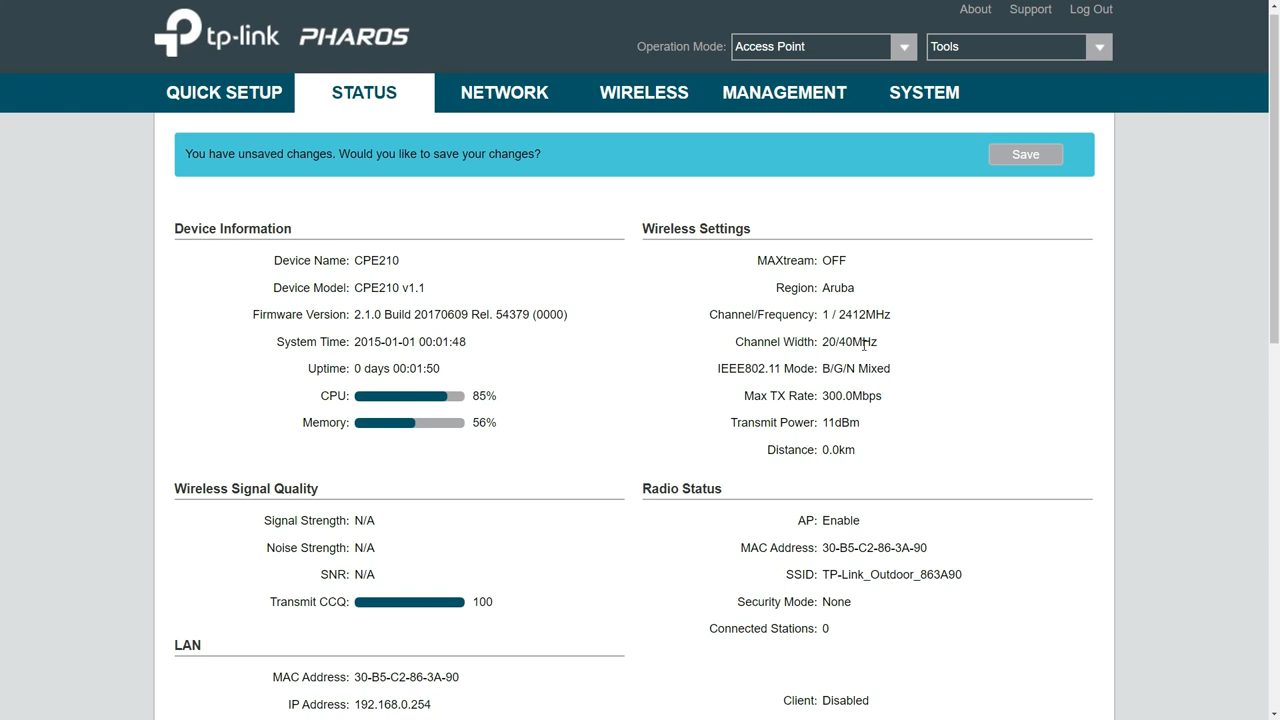 About Support Log Out
tp-link PHAROS
Operation Mode: Access Point Tools
QUICK SETUP STATUS NETWORK WIRELESS MANAGEMENT SYSTEM
You have unsaved changes. Would you like to save your changes? Save
Device Information
Device Name: CPE210
Device Model: CPE210 v1.1
Firmware Version: 2.1.0 Build 20170609 Rel. 54379 (0000)
System Time: 2015-01-01 00:01:48
Uptime: 0 days 00:01:50
CPU: 85%
Memory: 56%
Wireless Settings
MAXtream: OFF
Region: Aruba
Channel/Frequency: 1 / 2412MHz
Channel Width: 20/40MHz
IEEE802.11 Mode: B/G/N Mixed
Max TX Rate: 300.0Mbps
Transmit Power: 11dBm
Distance: 0.0km
Wireless Signal Quality
Signal Strength: N/A
Noise Strength: N/A
SNR: N/A
Transmit CCQ: 100
Radio Status
AP: Enable
MAC Address: 30-B5-C2-86-3A-90
SSID: TP-Link_Outdoor_863A90
Security Mode: None
Connected Stations: 0
LAN
MAC Address: 30-B5-C2-86-3A-90
IP Address: 192.168.0.254
Client: Disabled